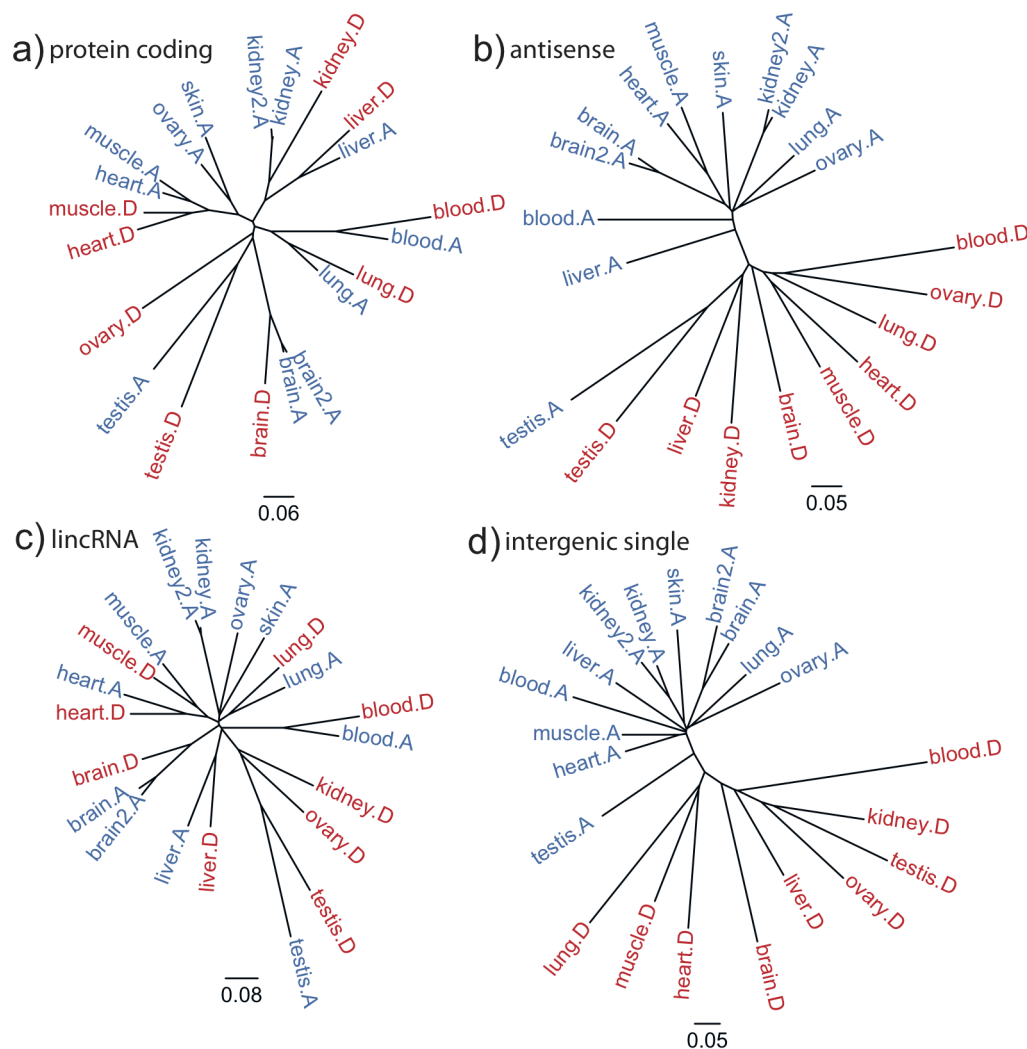 a) protein coding
kidney2.A
kidney.A
kidney.D
liver.D
liver.A
skin.A
ovary.A
muscle.A
heart.A
muscle.D
heart.D
blood.D
blood.A
lung.D
lung.A
ovary.D
testis.A
testis.D
brain.D
brain.A
brain2.A
0.06
b) antisense
muscle.A
heart.A
skin.A
kidney2.A
kidney.A
lung.A
ovary.A
brain.A
brain2.A
blood.A
liver.A
blood.D
ovary.D
lung.D
heart.D
muscle.D
brain.D
kidney.D
liver.D
testis.D
testis.A
0.05
c) lincRNA
kidney2.A
kidney.A
ovary.A
skin.A
lung.D
lung.A
muscle.A
muscle.D
heart.A
heart.D
blood.D
blood.A
brain.D
brain.A
brain2.A
liver.A
liver.D
kidney.D
ovary.D
testis.D
testis.A
0.08
d) intergenic single
kidney2.A
kidney.A
skin.A
brain2.A
brain.A
lung.A
ovary.A
liver.A
blood.A
muscle.A
heart.A
testis.A
blood.D
kidney.D
testis.D
ovary.D
liver.D
brain.D
heart.D
muscle.D
lung.D
0.05